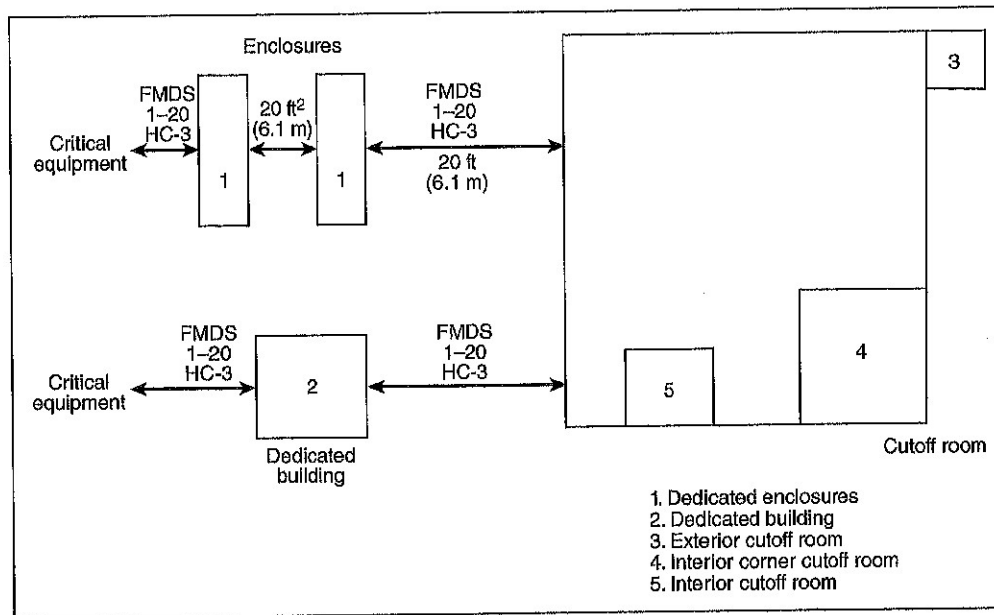 Enclosures
FMDS
1–20
HC-3
20 ft²
(6.1 m)
FMDS
1–20
HC-3
Critical
equipment
20 ft
(6.1 m)
1
1
3
FMDS
1–20
HC-3
FMDS
1–20
HC-3
Critical
equipment
2
5
4
Dedicated
building
Cutoff room
1. Dedicated enclosures
2. Dedicated building
3. Exterior cutoff room
4. Interior corner cutoff room
5. Interior cutoff room